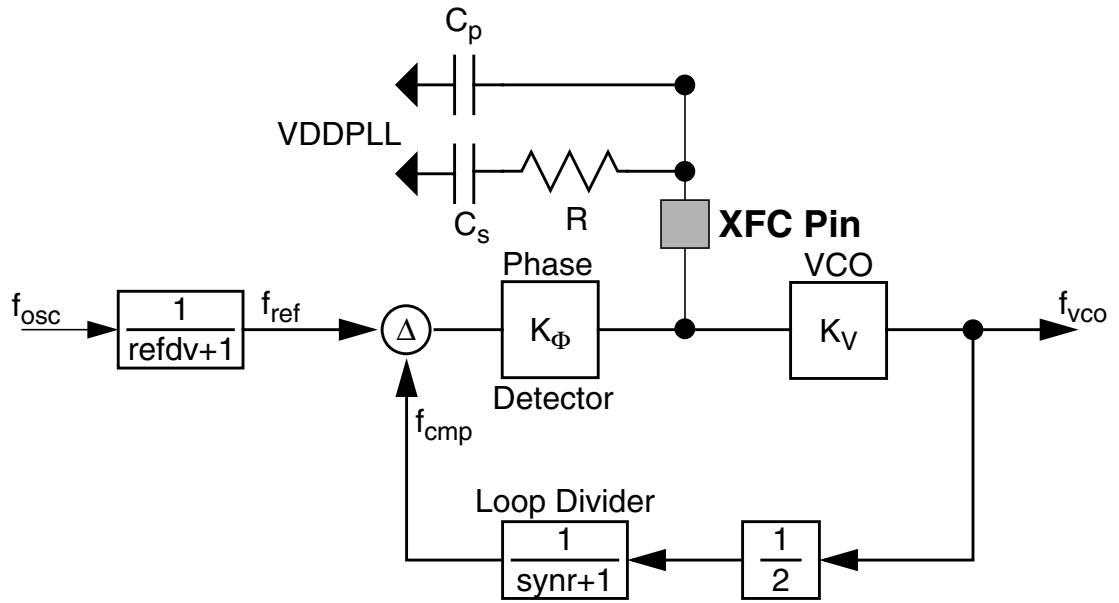 Cp
VDDPLL
Cs
R
XFC Pin
Phase
VCO
fosc
1
refdv+1
fref
Δ
KΦ
KV
fvco
Detector
fcmp
Loop Divider
1
synr+1
1
2